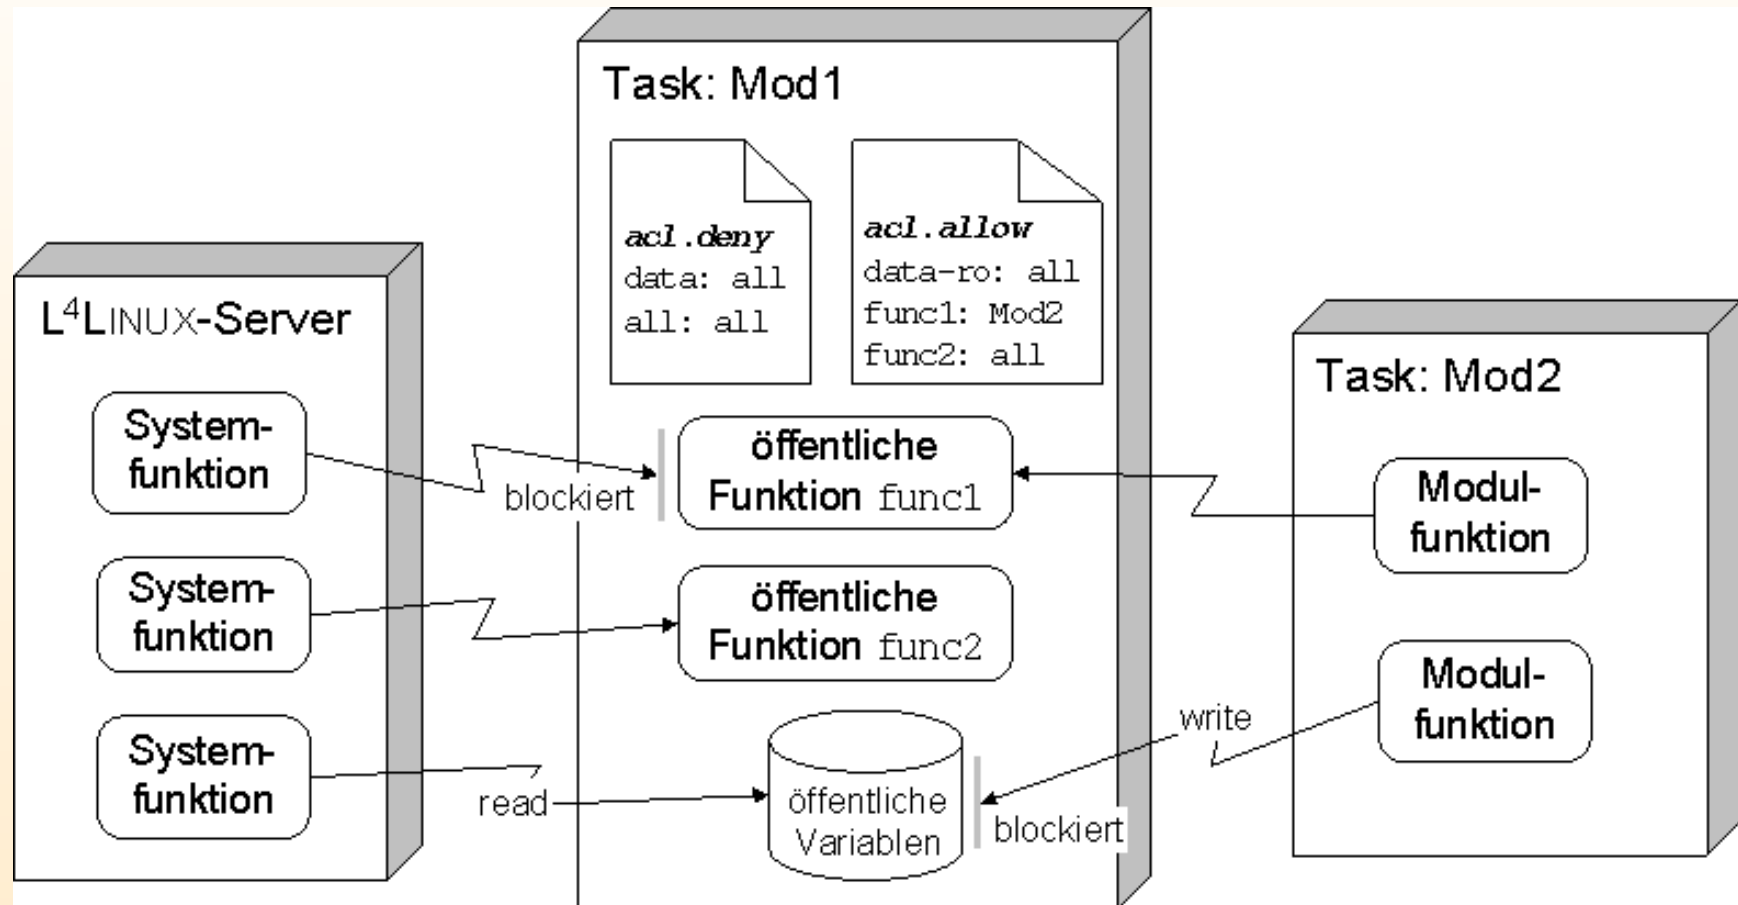 Task: Mod1
acl.deny
data: all
all: all
acl.allow
data-ro: all
func1: Mod2
func2: all
L⁴LINUX-Server
System-
funktion
blockiert
öffentliche
Funktion func1
System-
funktion
öffentliche
Funktion func2
System-
funktion
read
öffentliche
Variablen
Task: Mod2
Modul-
funktion
Modul-
funktion
write
blockiert